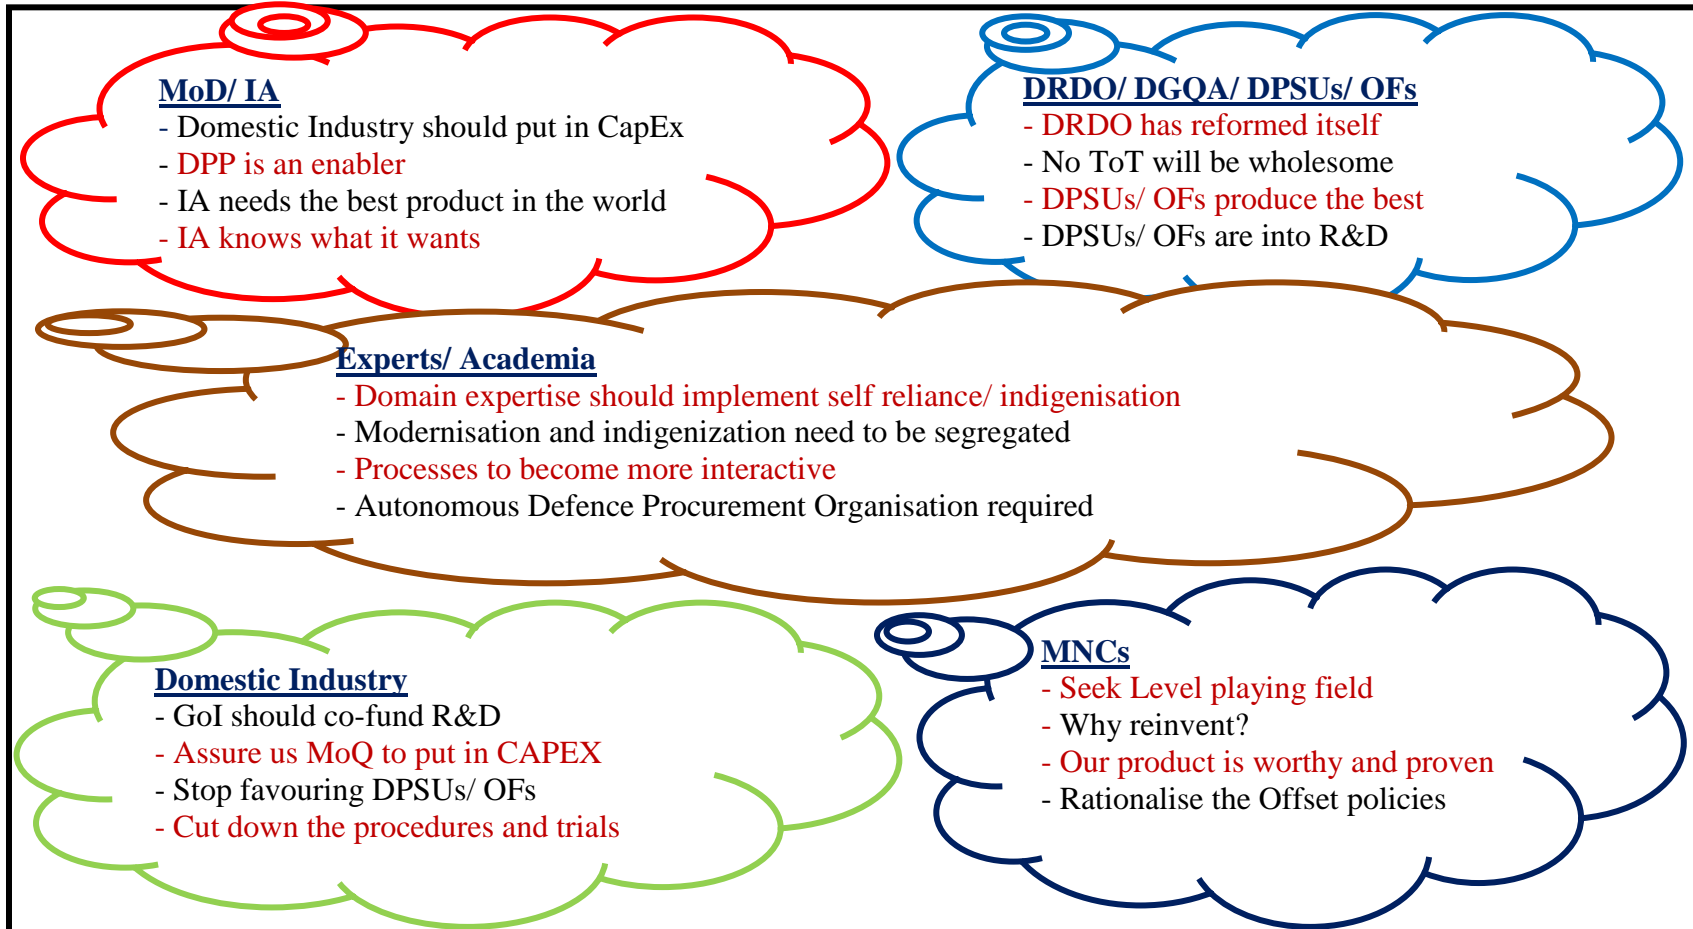 MoD/ IA
- Domestic Industry should put in CapEx
- DPP is an enabler
- IA needs the best product in the world
- IA knows what it wants
DRDO/ DGQA/ DPSUs/ OFs
- DRDO has reformed itself
- No ToT will be wholesome
- DPSUs/ OFs produce the best
- DPSUs/ OFs are into R&D
Experts/ Academia
- Domain expertise should implement self reliance/ indigenisation
- Modernisation and indigenization need to be segregated
- Processes to become more interactive
- Autonomous Defence Procurement Organisation required
Domestic Industry
- GoI should co-fund R&D
- Assure us MoQ to put in CAPEX
- Stop favouring DPSUs/ OFs
- Cut down the procedures and trials
MNCs
- Seek Level playing field
- Why reinvent?
- Our product is worthy and proven
- Rationalise the Offset policies